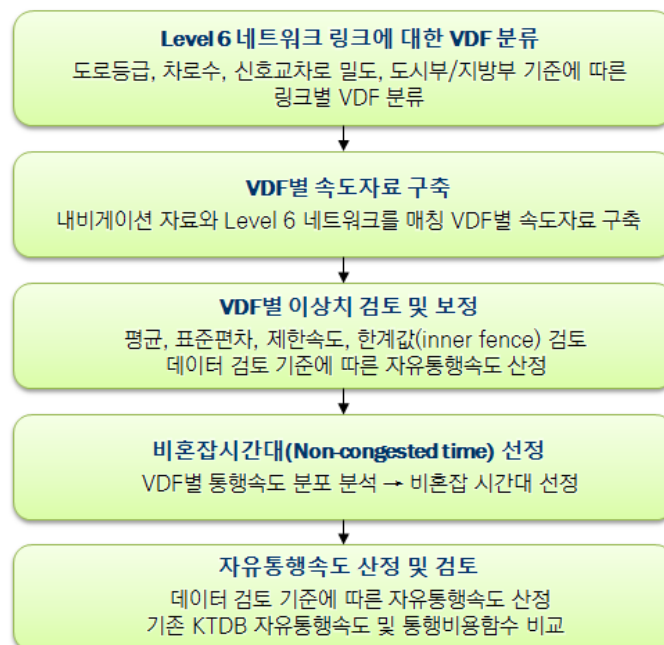 Level 6 네트워크 링크에 대한 VDF 분류
도로등급, 차로수, 신호교차로 밀도, 도시부/지방부 기준에 따른
링크별 VDF 분류
VDF별 속도자료 구축
내비게이션 자료와 Level 6 네트워크를 매칭 VDF별 속도자료 구축
VDF별 이상치 검토 및 보정
평균, 표준편차, 제한속도, 한계값(inner fence) 검토
데이터 검토 기준에 따른 자유통행속도 산정
비혼잡시간대(Non-congested time) 선정
VDF별 통행속도 분포 분석 → 비혼잡 시간대 선정
자유통행속도 산정 및 검토
데이터 검토 기준에 따른 자유통행속도 산정
기존 KTDB 자유통행속도 및 통행비용함수 비교